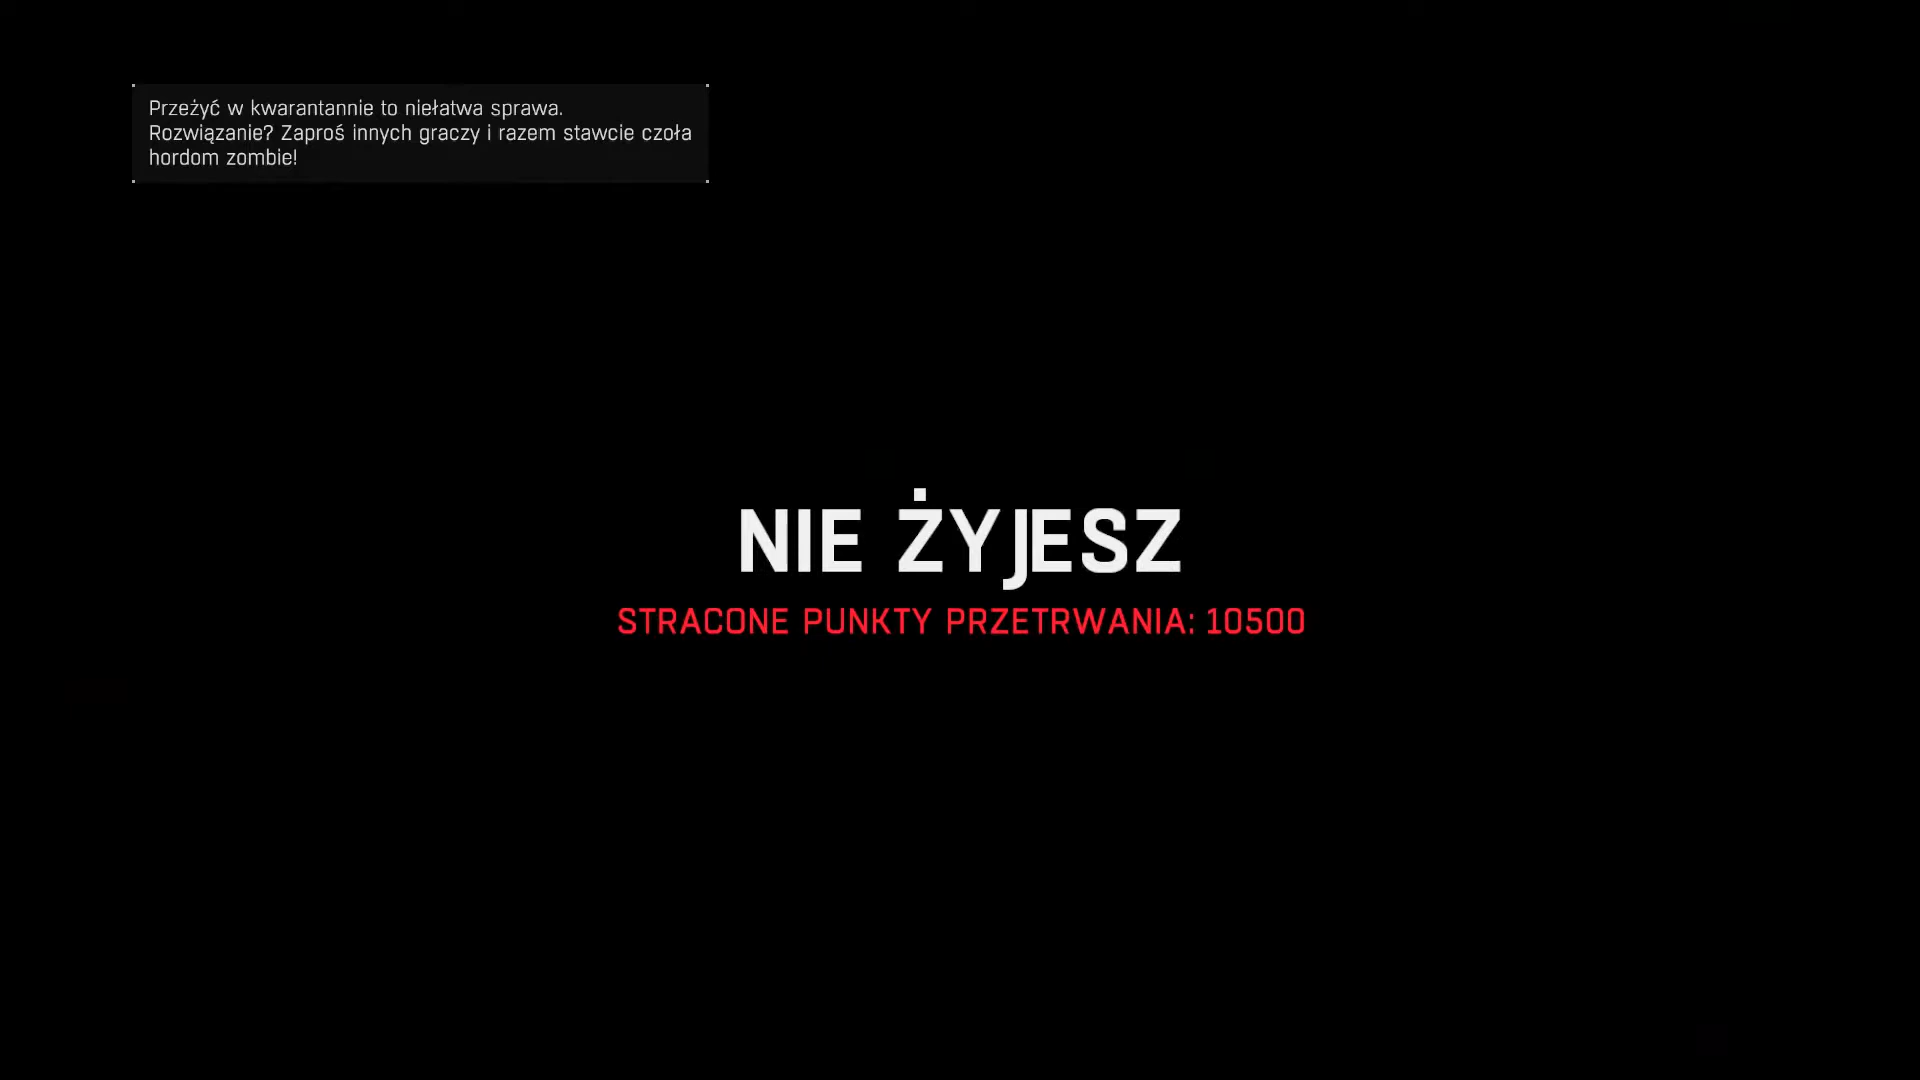 Przeżyć w kwarantannie to niełatwa sprawa.
Rozwiązanie? Zaproś innych graczy i razem stawcie czoła
hordom zombie!
NIE ŻYJESZ
STRACONE PUNKTY PRZETRWANIA: 10500